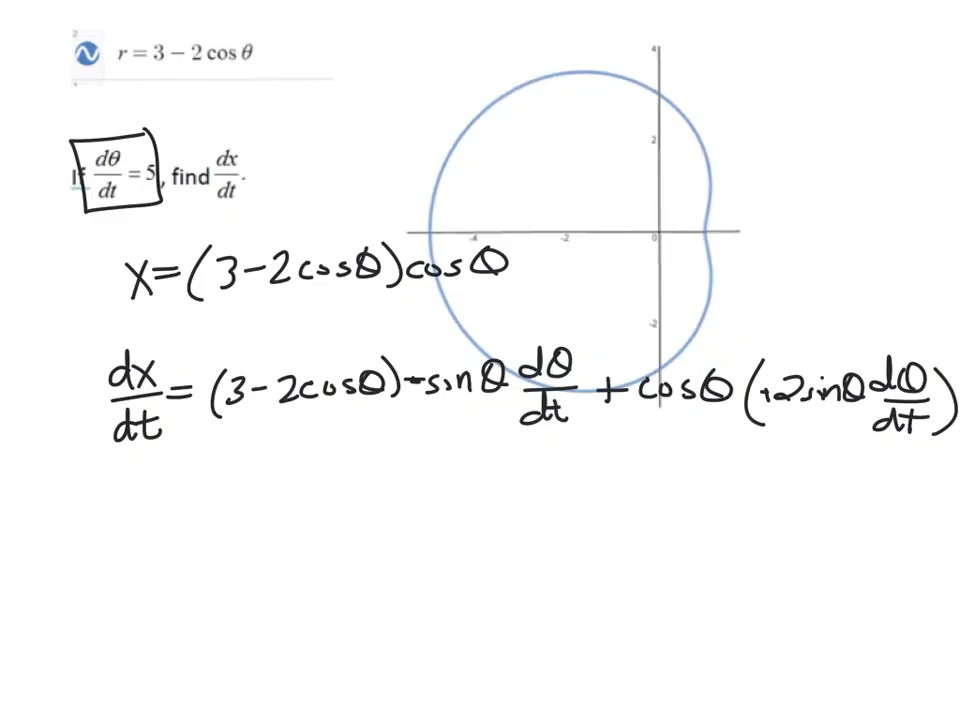 2
r = 3 − 2 cos θ
If dθ/dt = 5, find dx/dt.
4
2
-4 -2 0
-2
x = (3 − 2cosθ)cosθ
dx/dt = (3 − 2cosθ) · −sinθ dθ/dt + cosθ (+2sinθ dθ/dt)